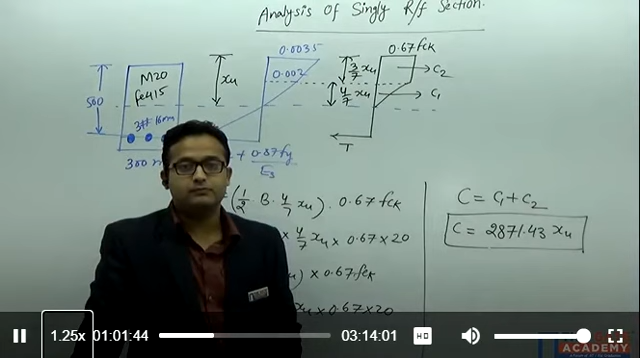 Analysis Of Singly R/f Section.
0.0035
0.67fck
M20
Fe415
xu
0.002
3/7 xu
C2
500
4/7 xu
C1
3# 16mm
T
300 m
+ 0.87fy
Es
= (1/2 · B · 4/7 xu) · 0.67 fck
C = C1 + C2
× 4/7 xu × 0.67 × 20
C = 2871.43 xu
) × 0.67 fck
xu × 0.67 × 20
1.25x
01:01:44
03:14:01
HD
ACADEMY